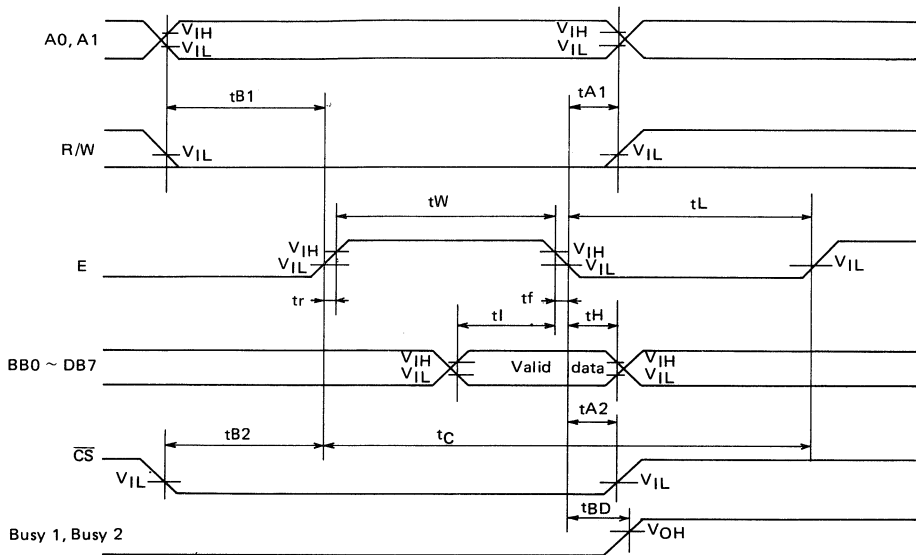 A0, A1
VIH
VIL
VIH
VIL
tB1
tA1
R/W
VIL
VIL
tW
tL
E
VIH
VIL
VIH
VIL
VIL
tr
tf
tI
tH
BB0 ~ DB7
VIH
VIL
Valid data
VIH
VIL
tB2
tC
tA2
CS
VIL
VIL
tBD
Busy 1, Busy 2
VOH